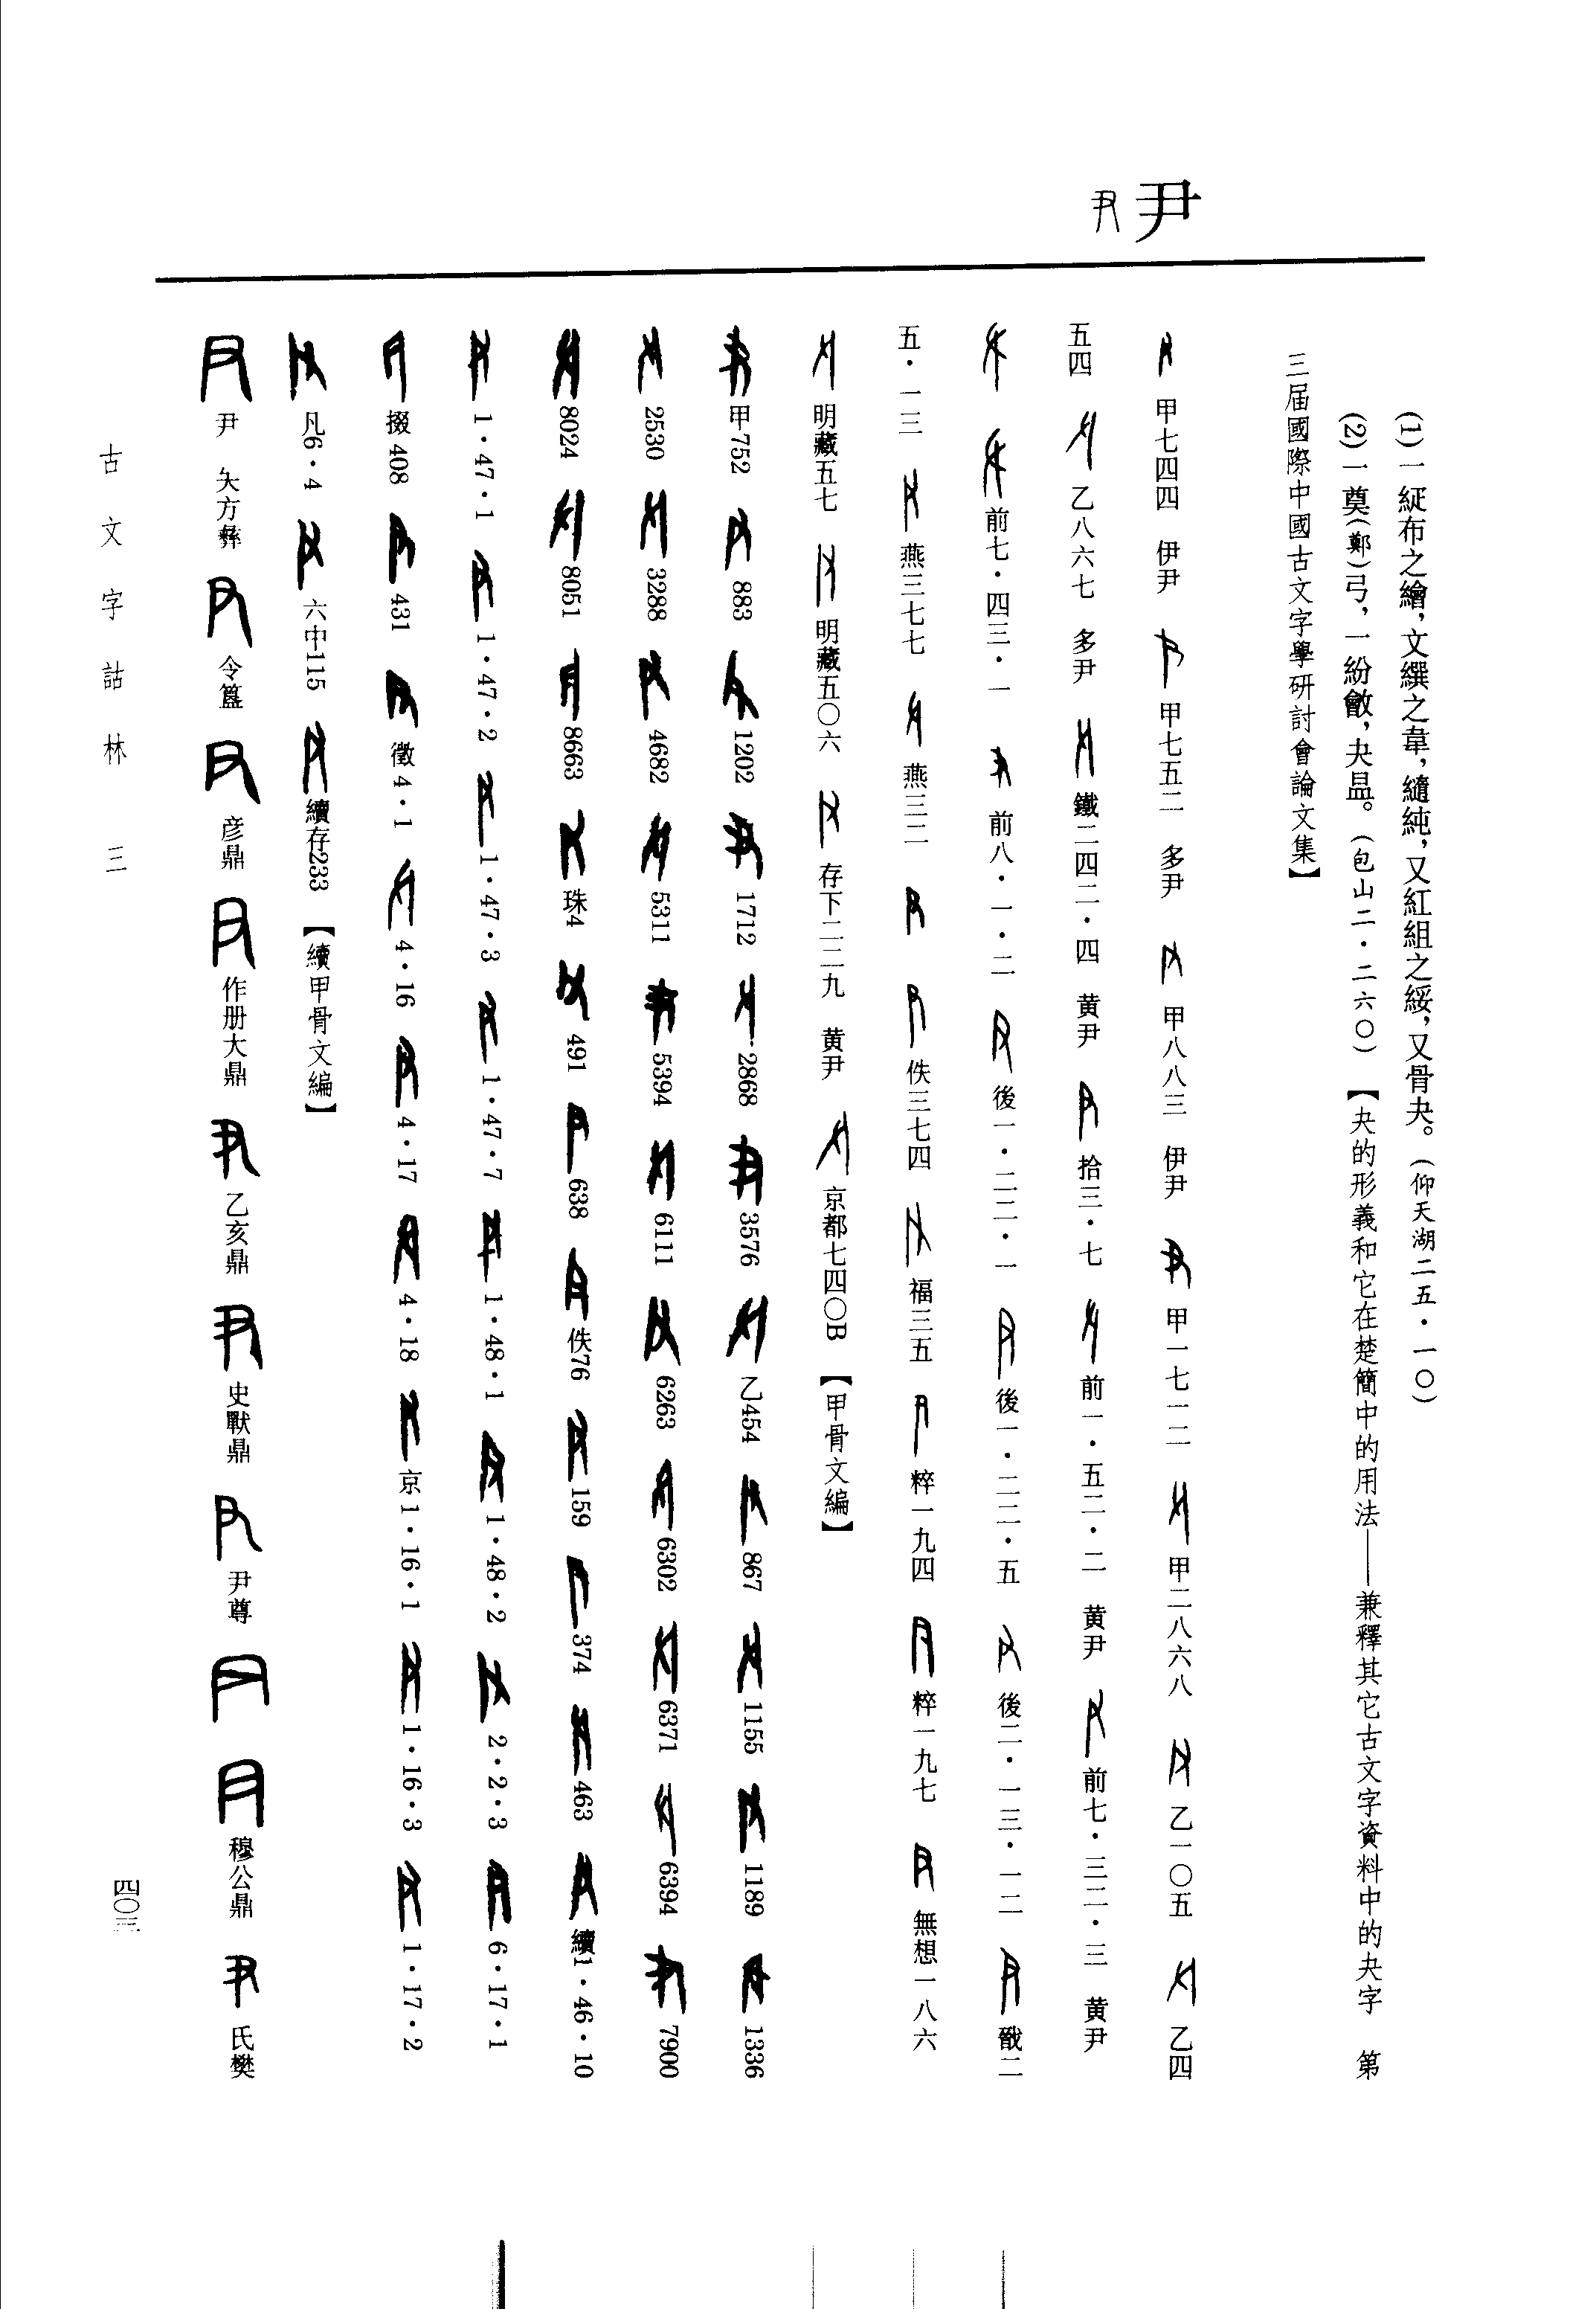 尹
(1)一綎布之繪，文繏之韋，繾純，又紅組之綏，又骨夬。（仰天湖二五·一〇）
(2)一奠(鄭)弓，一紛斂，夬昷。（包山二·二六〇）【夬的形義和它在楚簡中的用法——兼釋其它古文字資料中的夬字 第
三屆國際中國古文字學研討會論文集】
甲七四四 伊尹 甲七五二 多尹 甲八八三 伊尹 甲一七一二 甲二八六八 乙一〇五 乙四
五四 乙八六七 多尹 鐵二四二·四 黄尹 拾三·七 前一·五二·二 黄尹 前七·三二·三 黄尹
前七·四三·一 前八·一·二 後一·二二·一 後一·二二·五 後二·一三·一二 戩二
五·一三 燕三七七 燕三二 佚三七四 福三五 粹一九四 粹一九七 無想一八六
明藏五七 明藏五〇六 存下二二九 黄尹 京都七四〇B 【甲骨文編】
甲752 883 1202 1712 2868 3576 乙454 867 1155 1189 1336
2530 3288 4682 5311 5394 6111 6263 6302 6371 6394 7900
8024 8051 8663 珠4 491 638 佚76 159 374 463 續1·46·10
1·47·1 1·47·2 1·47·3 1·47·7 1·48·1 1·48·2 2·2·3 6·17·1
掇408 431 徵4·1 4·16 4·17 4·18 京1·16·1 1·16·3 1·17·2
凡6·4 六中115 續存233 【續甲骨文編】
尹 夨方彝 令簋 彦鼎 作册大鼎 乙亥鼎 史獸鼎 尹尊 穆公鼎 氏樊
古文字詁林 三
四〇三